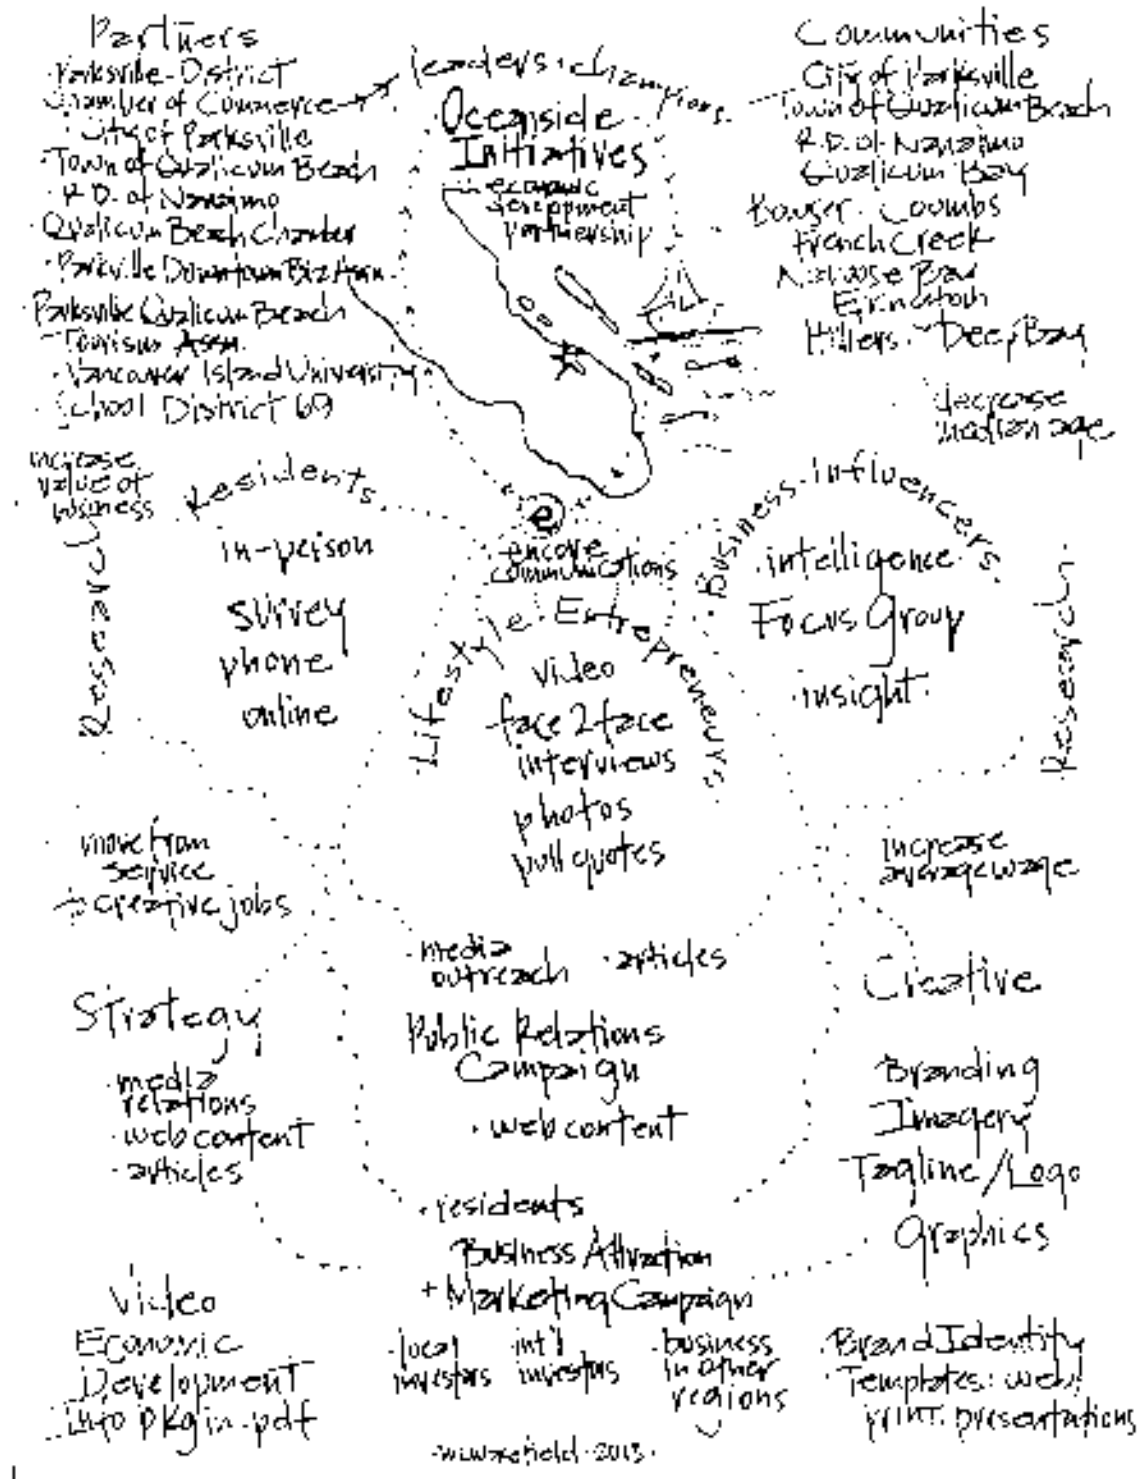 Partners
·Parksville-District
Chamber of Commerce
·City of Parksville
·Town of Qualicum Beach
·R.D. of Nanaimo
·Qualicum Beach Chamber
·Parksville Downtown Biz Assn.
·Parksville Qualicum Beach
Tourism Assn.
·Vancouver Island University
·School District 69
leaders·champions
Oceanside
Initiatives
economic
development
partnership
Communities
City of Parksville
Town of Qualicum Beach
R.D. of Nanaimo
Qualicum Bay
Bowser · Coombs
French Creek
Nanoose Bay
Errington
Hilliers · Deep Bay
decrease
median age
increase
value of
business
Research
Residents
in-person
survey
phone
online
e
encore
communications
Business·influencers
·intelligence·
Focus Group
·insight·
Research
Lifestyle Entrepreneurs
video
face2face
interviews
photos
pull quotes
move from
service
to creative jobs
increase
average wage
·media
outreach
·articles
Public Relations
Campaign
·web content
Strategy
·media
relations
·web content
·articles
Creative
Branding
Imagery
Tagline/Logo
Graphics
·residents
Business Attraction
+ Marketing Campaign
·local
investors
int'l
investors
·business
in other
regions
Video
Economic
Development
info pkg in .pdf
·Brand Identity
Templates: web/
print·presentations
2013